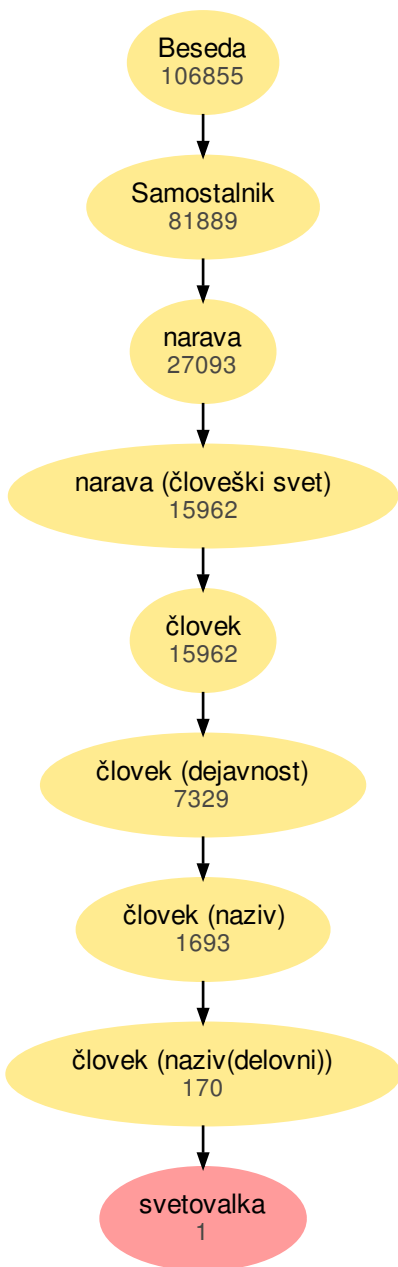 Beseda
106855
Samostalnik
81889
narava
27093
narava (človeški svet)
15962
človek
15962
človek (dejavnost)
7329
človek (naziv)
1693
človek (naziv(delovni))
170
svetovalka
1